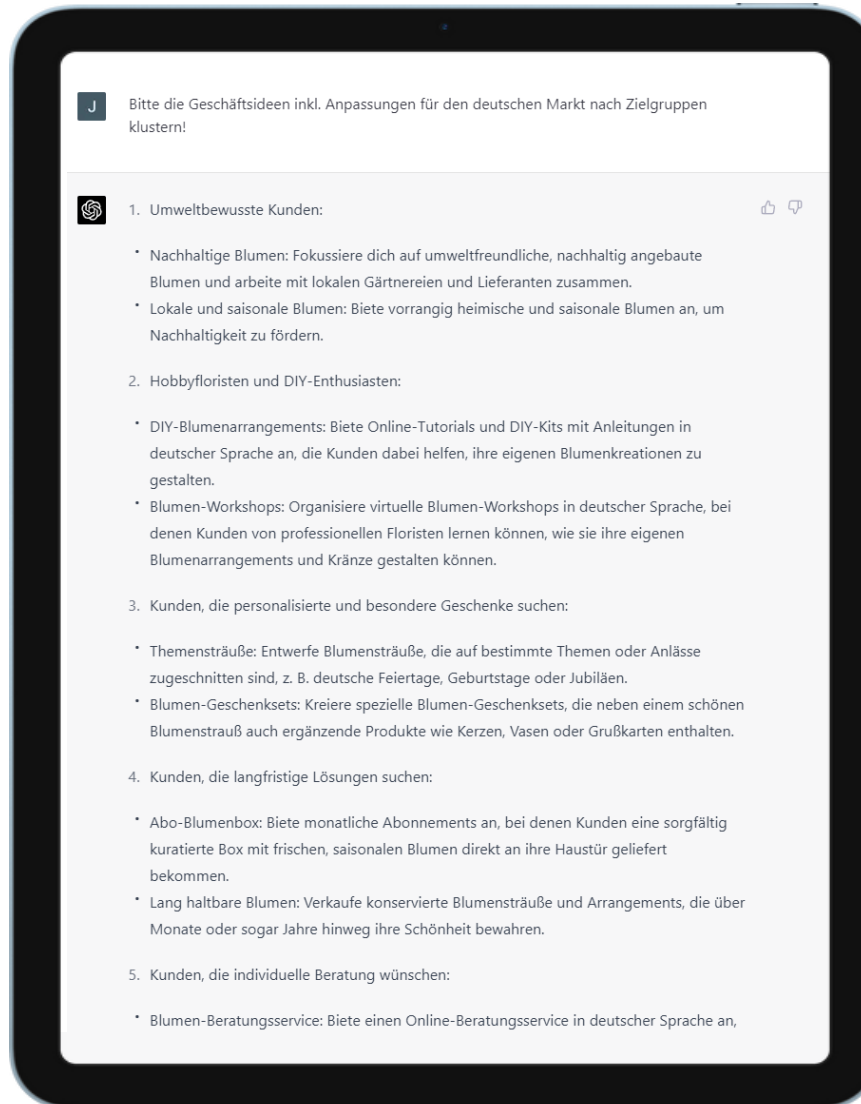 J
Bitte die Geschäftsideen inkl. Anpassungen für den deutschen Markt nach Zielgruppen
klustern!
1. Umweltbewusste Kunden:
• Nachhaltige Blumen: Fokussiere dich auf umweltfreundliche, nachhaltig angebaute
Blumen und arbeite mit lokalen Gärtnereien und Lieferanten zusammen.
• Lokale und saisonale Blumen: Biete vorrangig heimische und saisonale Blumen an, um
Nachhaltigkeit zu fördern.
2. Hobbyfloristen und DIY-Enthusiasten:
• DIY-Blumenarrangements: Biete Online-Tutorials und DIY-Kits mit Anleitungen in
deutscher Sprache an, die Kunden dabei helfen, ihre eigenen Blumenkreationen zu
gestalten.
• Blumen-Workshops: Organisiere virtuelle Blumen-Workshops in deutscher Sprache, bei
denen Kunden von professionellen Floristen lernen können, wie sie ihre eigenen
Blumenarrangements und Kränze gestalten können.
3. Kunden, die personalisierte und besondere Geschenke suchen:
• Themensträuße: Entwerfe Blumensträuße, die auf bestimmte Themen oder Anlässe
zugeschnitten sind, z. B. deutsche Feiertage, Geburtstage oder Jubiläen.
• Blumen-Geschenksets: Kreiere spezielle Blumen-Geschenksets, die neben einem schönen
Blumenstrauß auch ergänzende Produkte wie Kerzen, Vasen oder Grußkarten enthalten.
4. Kunden, die langfristige Lösungen suchen:
• Abo-Blumenbox: Biete monatliche Abonnements an, bei denen Kunden eine sorgfältig
kuratierte Box mit frischen, saisonalen Blumen direkt an ihre Haustür geliefert
bekommen.
• Lang haltbare Blumen: Verkaufe konservierte Blumensträuße und Arrangements, die über
Monate oder sogar Jahre hinweg ihre Schönheit bewahren.
5. Kunden, die individuelle Beratung wünschen:
• Blumen-Beratungsservice: Biete einen Online-Beratungsservice in deutscher Sprache an,